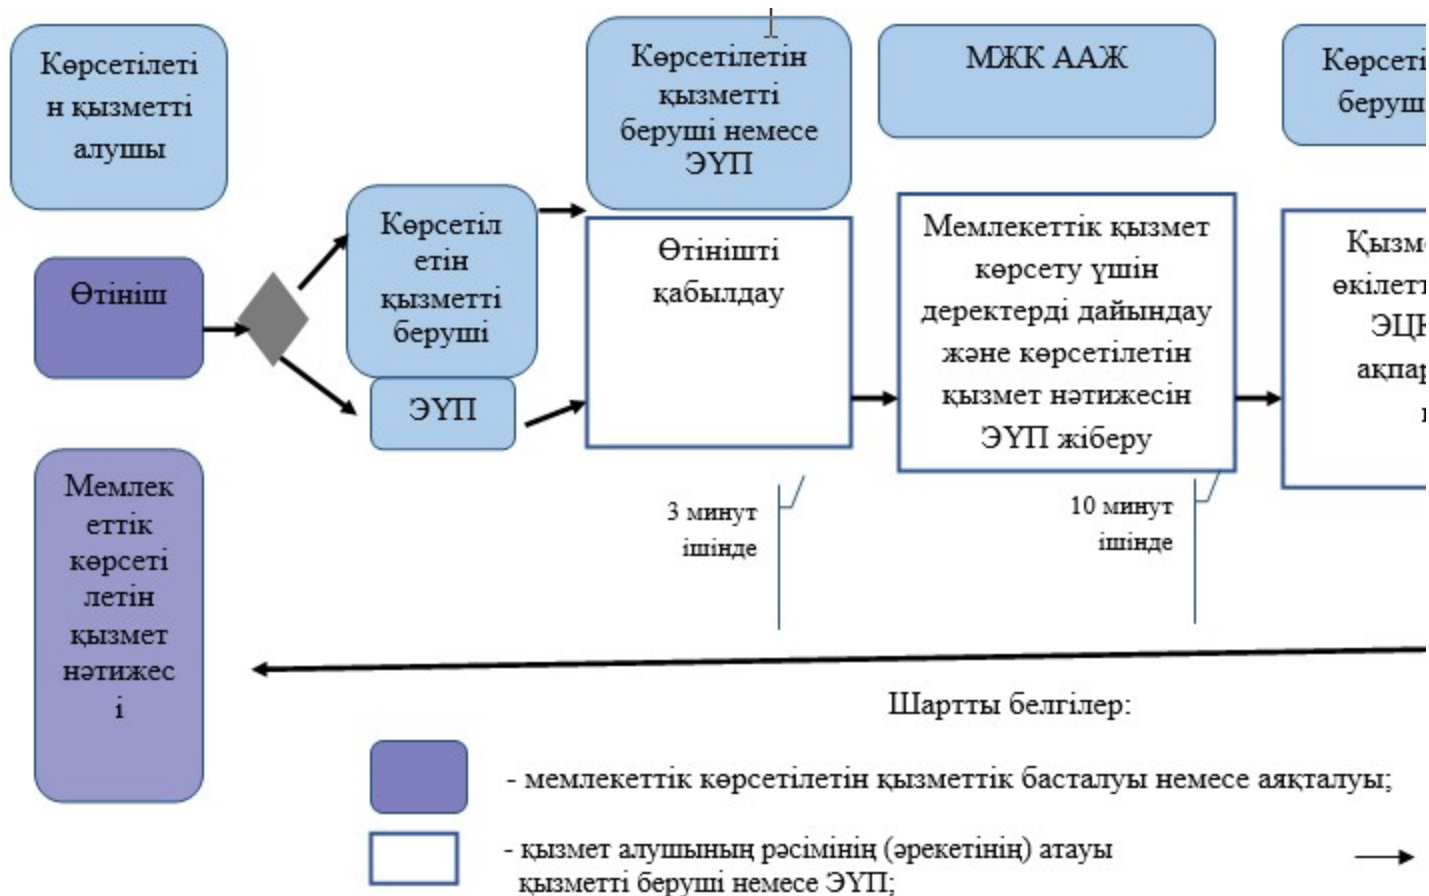 Көрсетілеті
н қызметті
алушы
Көрсетілетін
қызметті
беруші немесе
ЭҮП
МЖК ААЖ
Көрсеті
беруш
Өтініш
Көрсетіл
етін
қызметті
беруші
ЭҮП
Өтінішті
қабылдау
Мемлекеттік қызмет
көрсету үшін
деректерді дайындау
және көрсетілетін
қызмет нәтижесін
ЭҮП жіберу
Қызм
өкілетт
ақпар
3 минут
ішінде
10 минут
ішінде
Мемлек
еттік
көрсеті
летін
қызмет
нәтижес
і
Шартты белгілер:
- мемлекеттік көрсетілетін қызметтік басталуы немесе аяқталуы;
- қызмет алушының рәсімінің (әрекетінің) атауы
қызметті беруші немесе ЭҮП;